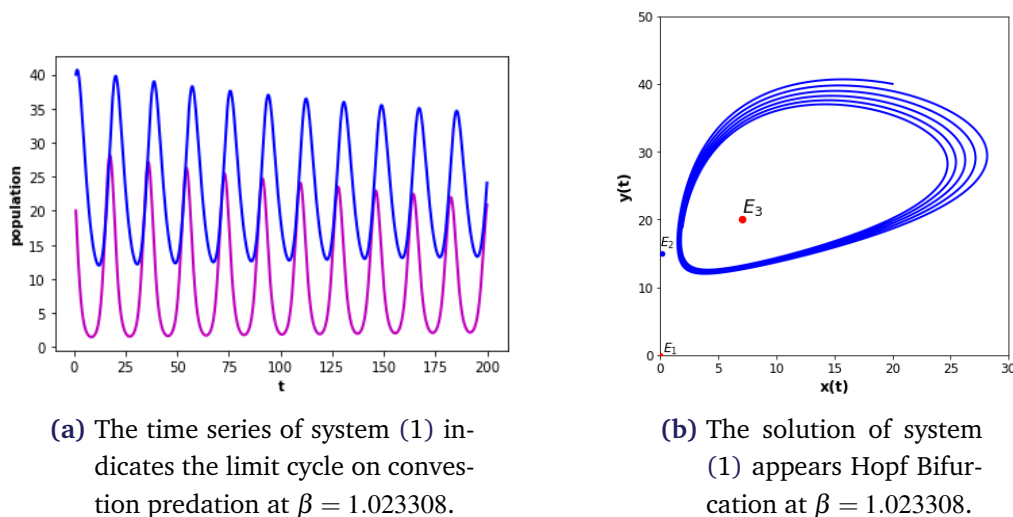 40
35
30
25
20
15
10
5
0
population
0 25 50 75 100 125 150 175 200
t
(a) The time series of system (1) in-
dicates the limit cycle on conves-
tion predation at β = 1.023308.
50
40
30
20
10
0
y(t)
E3
E2
E1
0 5 10 15 20 25 30
x(t)
(b) The solution of system
(1) appears Hopf Bifur-
cation at β = 1.023308.